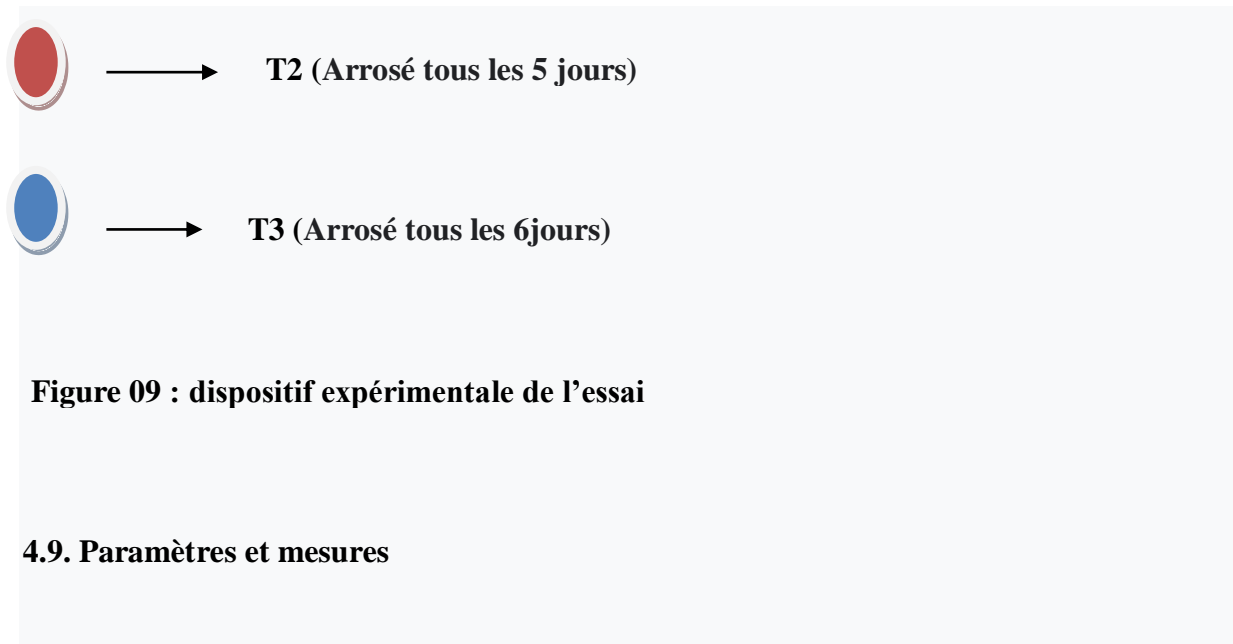 T2 (Arrosé tous les 5 jours)
T3 (Arrosé tous les 6jours)
Figure 09 : dispositif expérimentale de l’essai
4.9. Paramètres et mesures